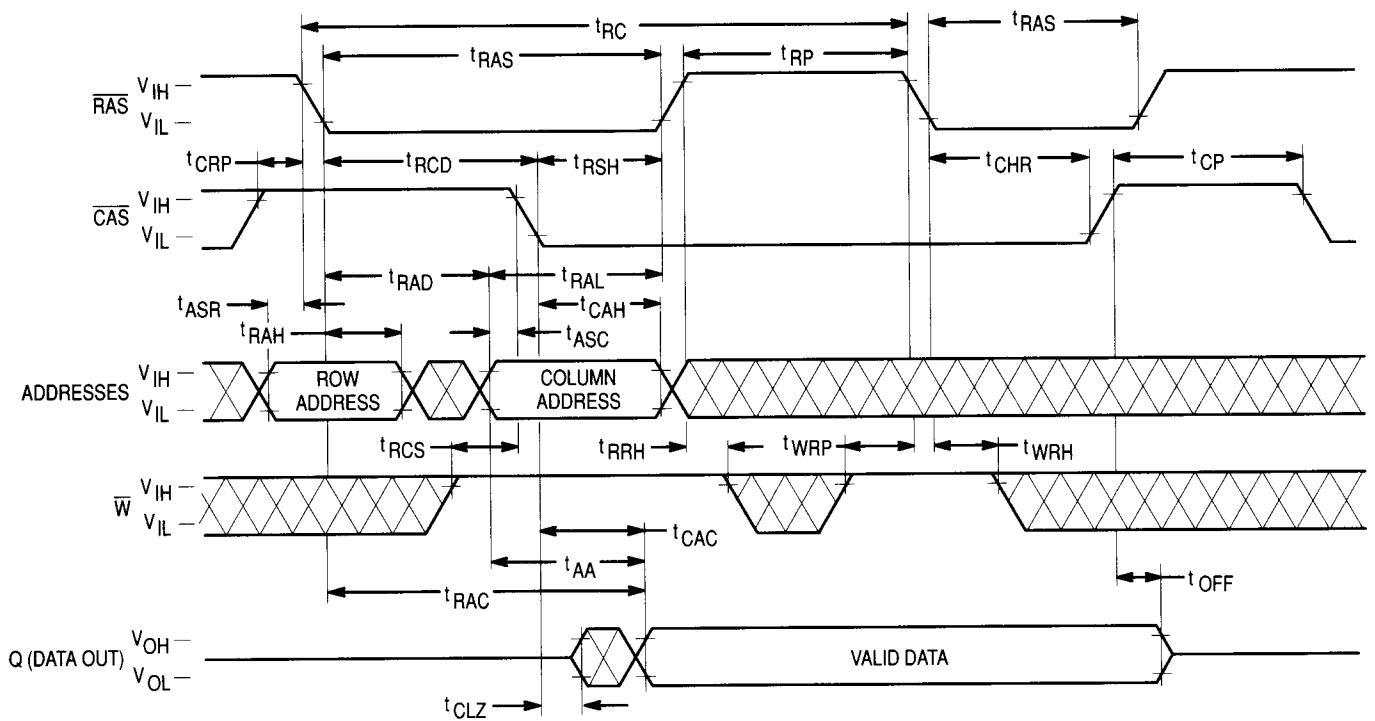 tRC
tRAS
tRAS
tRP
RAS
VIH
VIL
tCRP
tRCD
tRSH
tCHR
tCP
CAS
VIH
VIL
tRAD
tRAL
tASR
tCAH
tRAH
tASC
ADDRESSES
VIH
VIL
ROW
ADDRESS
COLUMN
ADDRESS
tRCS
tRRH
tWRP
tWRH
W
VIH
VIL
tCAC
tAA
tOFF
tRAC
Q (DATA OUT)
VOH
VOL
VALID DATA
tCLZ